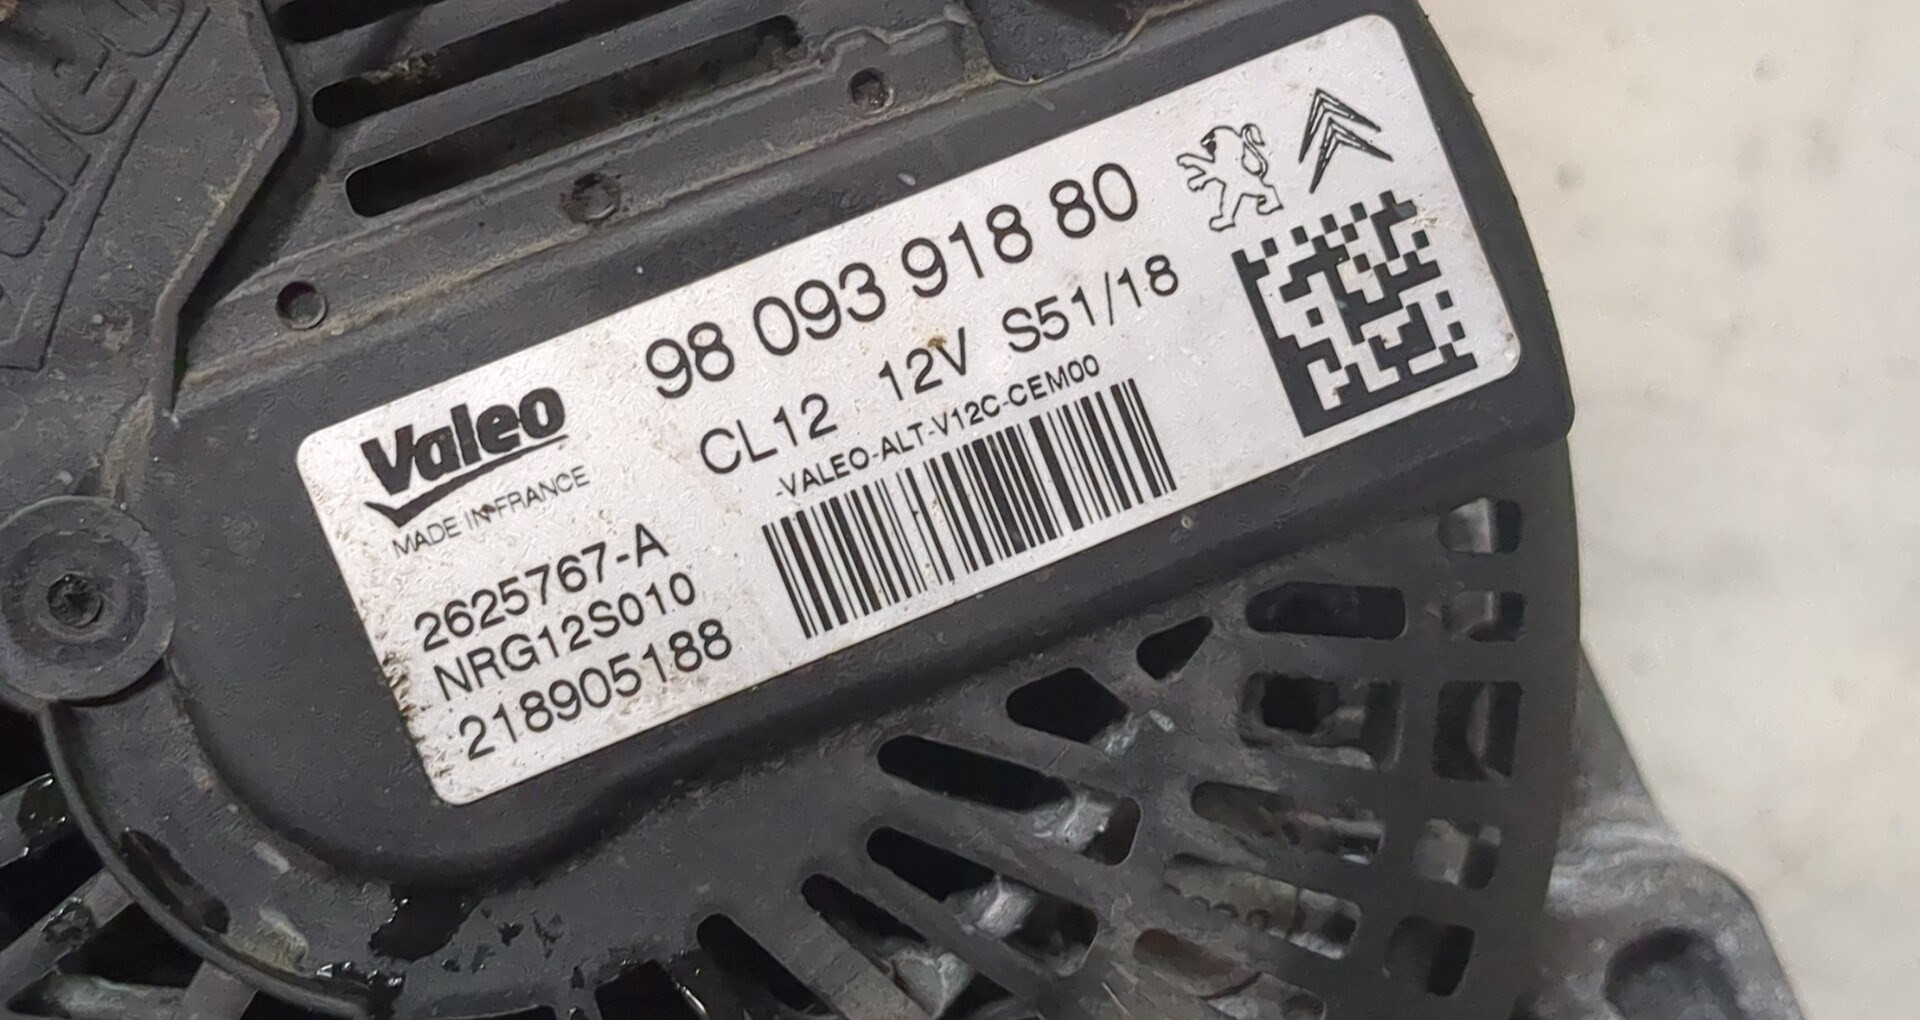 98 093 918 80
CL12 12V S51/18
-VALEO-ALT-V12C-CEM00
Valeo
MADE IN FRANCE
2625767-A
NRG12S010
218905188